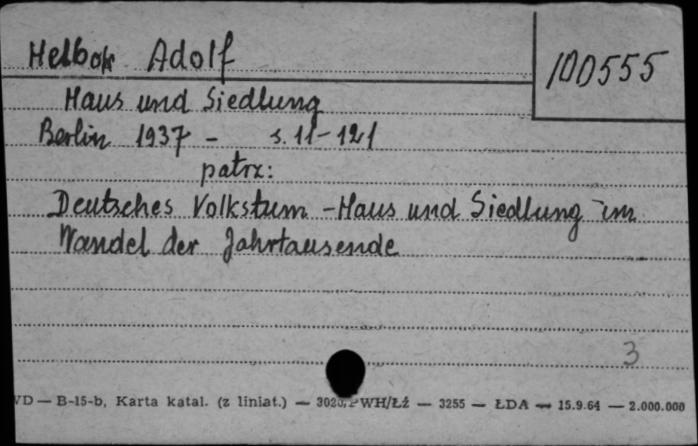 Helbok Adolf
100555
Haus und Siedlung
Berlin 1937 - s. 11-121
patrz:
Deutsches Volkstum - Haus und Siedlung im
Wandel der Jahrtausende
3
VD — B-15-b, Karta katal. (z liniat.) — PWH/Łż — 3255 — ŁDA — 15.9.64 — 2.000.000